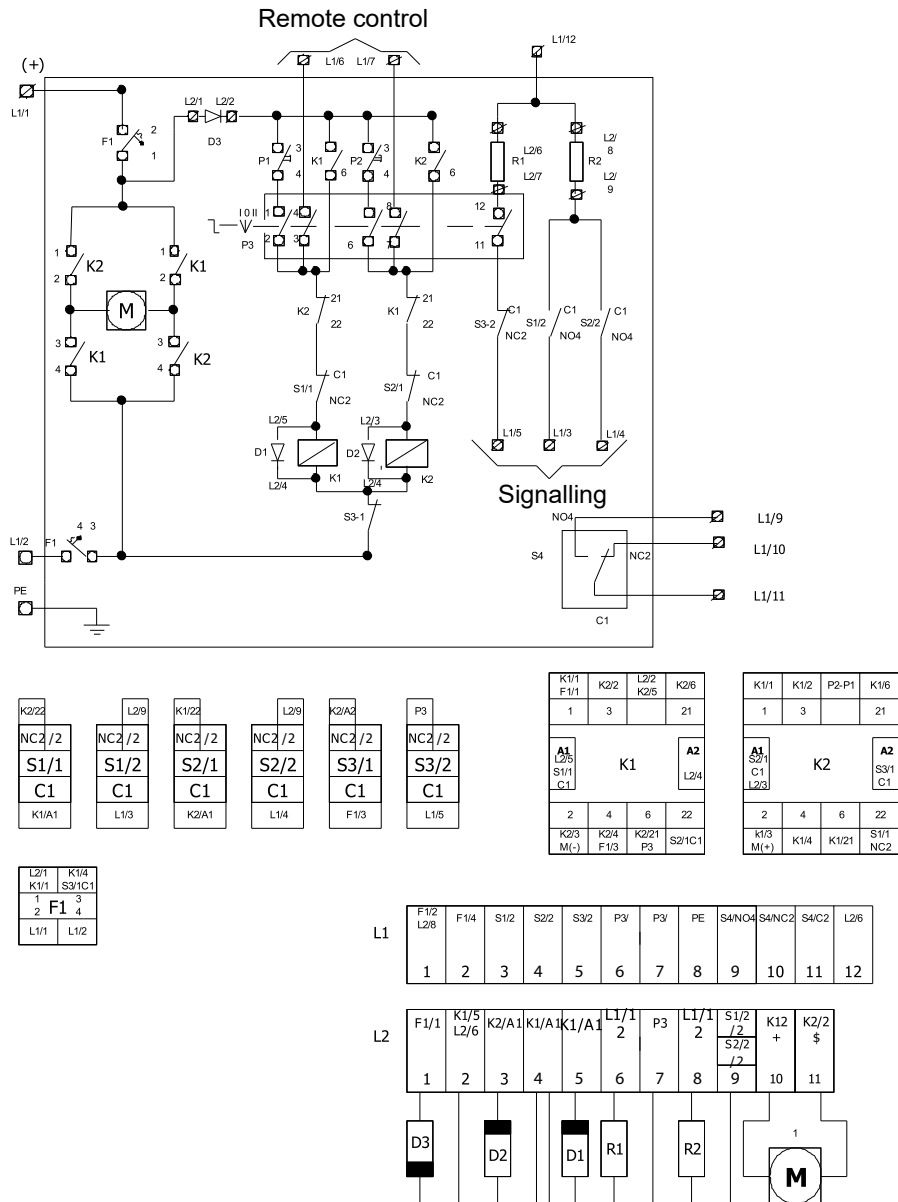 Remote control
L1/12
L1/6 L1/7
(+)
L1/1
L2/1 L2/2
D3
F1 2
1
P1 3
4
K1
6
P2 3
4
K2
6
L2/6
R1
L2/7
L2/
8
R2
L2/
9
I 0 II
P3
1 4 8 12
2 3 6 7 11
1 K2
2
1 K1
2
M
3 K1
4
3 K2
4
K2 21
22
K1 21
22
S3-2 C1
NC2
S1/2 C1
NO4
S2/2 C1
NO4
S1/1 C1
NC2
S2/1 C1
NC2
L2/5
D1
L2/4
K1
L2/3
D2
L2/4
K2
S3-1
L1/5 L1/3 L1/4
Signalling
L1/2 F1 4 3
PE
NO4 L1/9
S4 NC2 L1/10
L1/11
C1
K2/22
NC2 /2
S1/1
C1
K1/A1
L2/9
NC2 /2
S1/2
C1
L1/3
K1/22
NC2 /2
S2/1
C1
K2/A1
L2/9
NC2 /2
S2/2
C1
L1/4
K2/A2
NC2 /2
S3/1
C1
F1/3
P3
NC2 /2
S3/2
C1
L1/5
K1/1 K2/2 L2/2 K2/6
F1/1 K2/5
1 3 21
A1 K1 A2
L2/5
S1/1 L2/4
C1
2 4 6 22
K2/3 K2/4 K2/21 S2/1C1
M(-) F1/3 P3
K1/1 K1/2 P2-P1 K1/6
1 3 21
A1 K2 A2
S2/1 S3/1
C1 C1
L2/3
2 4 6 22
k1/3 K1/4 K1/21 S1/1
M(+) NC2
L2/1 K1/4
K1/1 S3/1C1
1 F1 3
2 4
L1/1 L1/2
L1
F1/2 F1/4 S1/2 S2/2 S3/2 P3/ P3/ PE S4/NO4 S4/NC2 S4/C2 L2/6
L2/8
1 2 3 4 5 6 7 8 9 10 11 12
L2
F1/1 K1/5 K2/A1 K1/A1 K1/A1 L1/1 P3 L1/1 S1/2 K12 K2/2
L2/6 2 2 /2 + $
S2/2
/2
1 2 3 4 5 6 7 8 9 10 11
D3 D2 D1 R1 R2 1
M